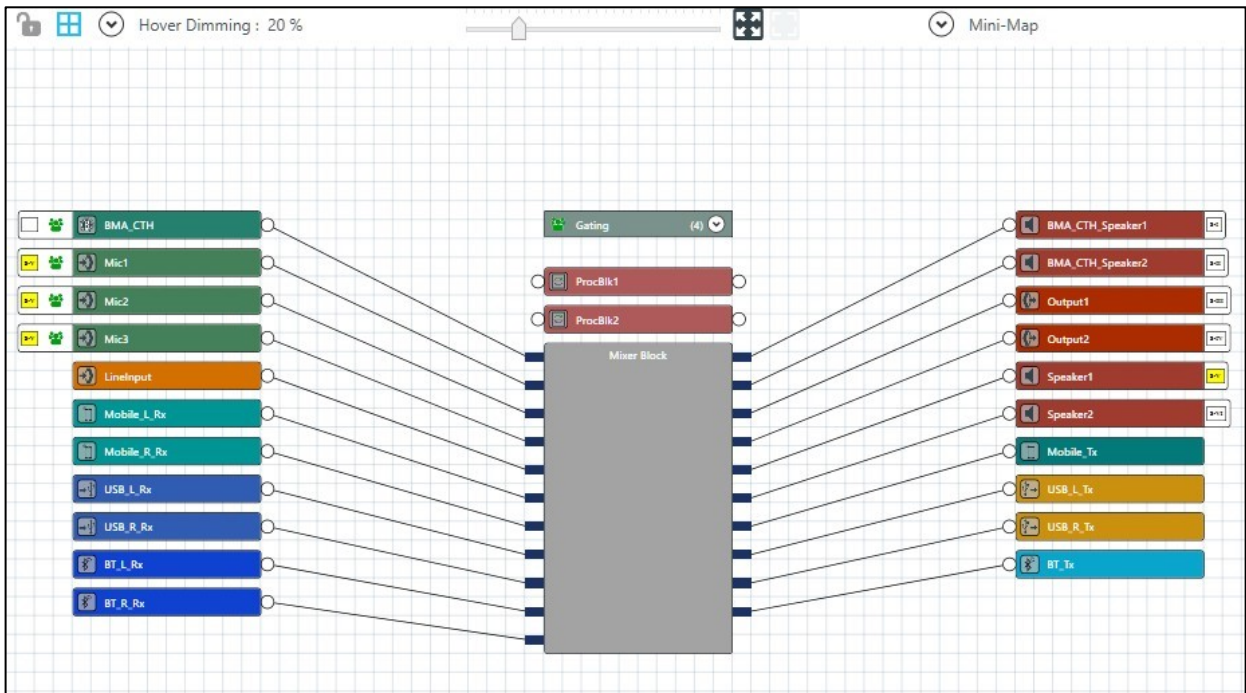 Hover Dimming : 20 %
Mini-Map
BMA_CTH
Mic1
Mic2
Mic3
LineInput
Mobile_L_Rx
Mobile_R_Rx
USB_L_Rx
USB_R_Rx
BT_L_Rx
BT_R_Rx
Gating (4)
ProcBlk1
ProcBlk2
Mixer Block
BMA_CTH_Speaker1
BMA_CTH_Speaker2
Output1
Output2
Speaker1
Speaker2
Mobile_Tx
USB_L_Tx
USB_R_Tx
BT_Tx